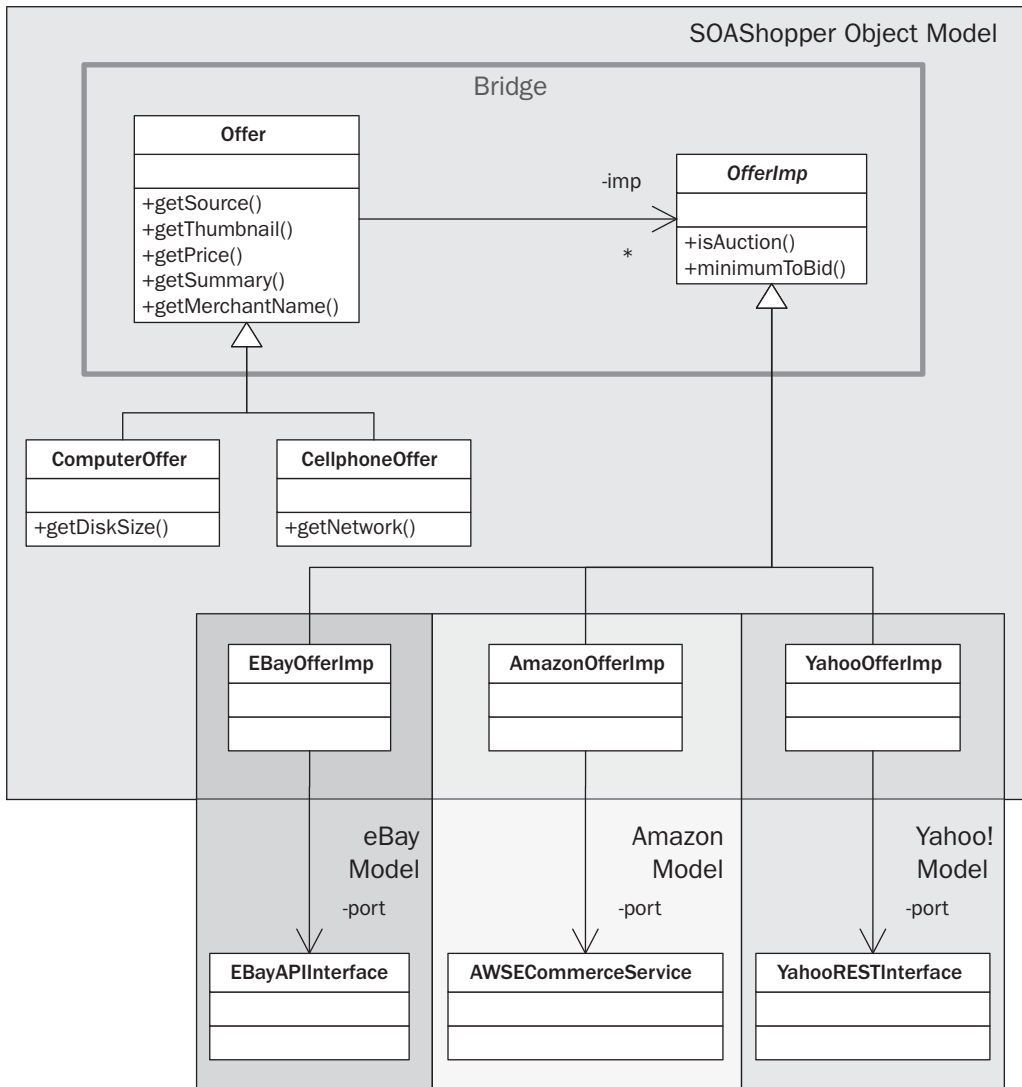 SOAShopper Object Model
Bridge
Offer
+getSource()
+getThumbnail()
+getPrice()
+getSummary()
+getMerchantName()
-imp
*
OfferImp
+isAuction()
+minimumToBid()
ComputerOffer
+getDiskSize()
CellphoneOffer
+getNetwork()
EBayOfferImp
AmazonOfferImp
YahooOfferImp
eBay
Model
Amazon
Model
Yahoo!
Model
-port
-port
-port
EBayAPIInterface
AWSECommerceService
YahooRESTInterface